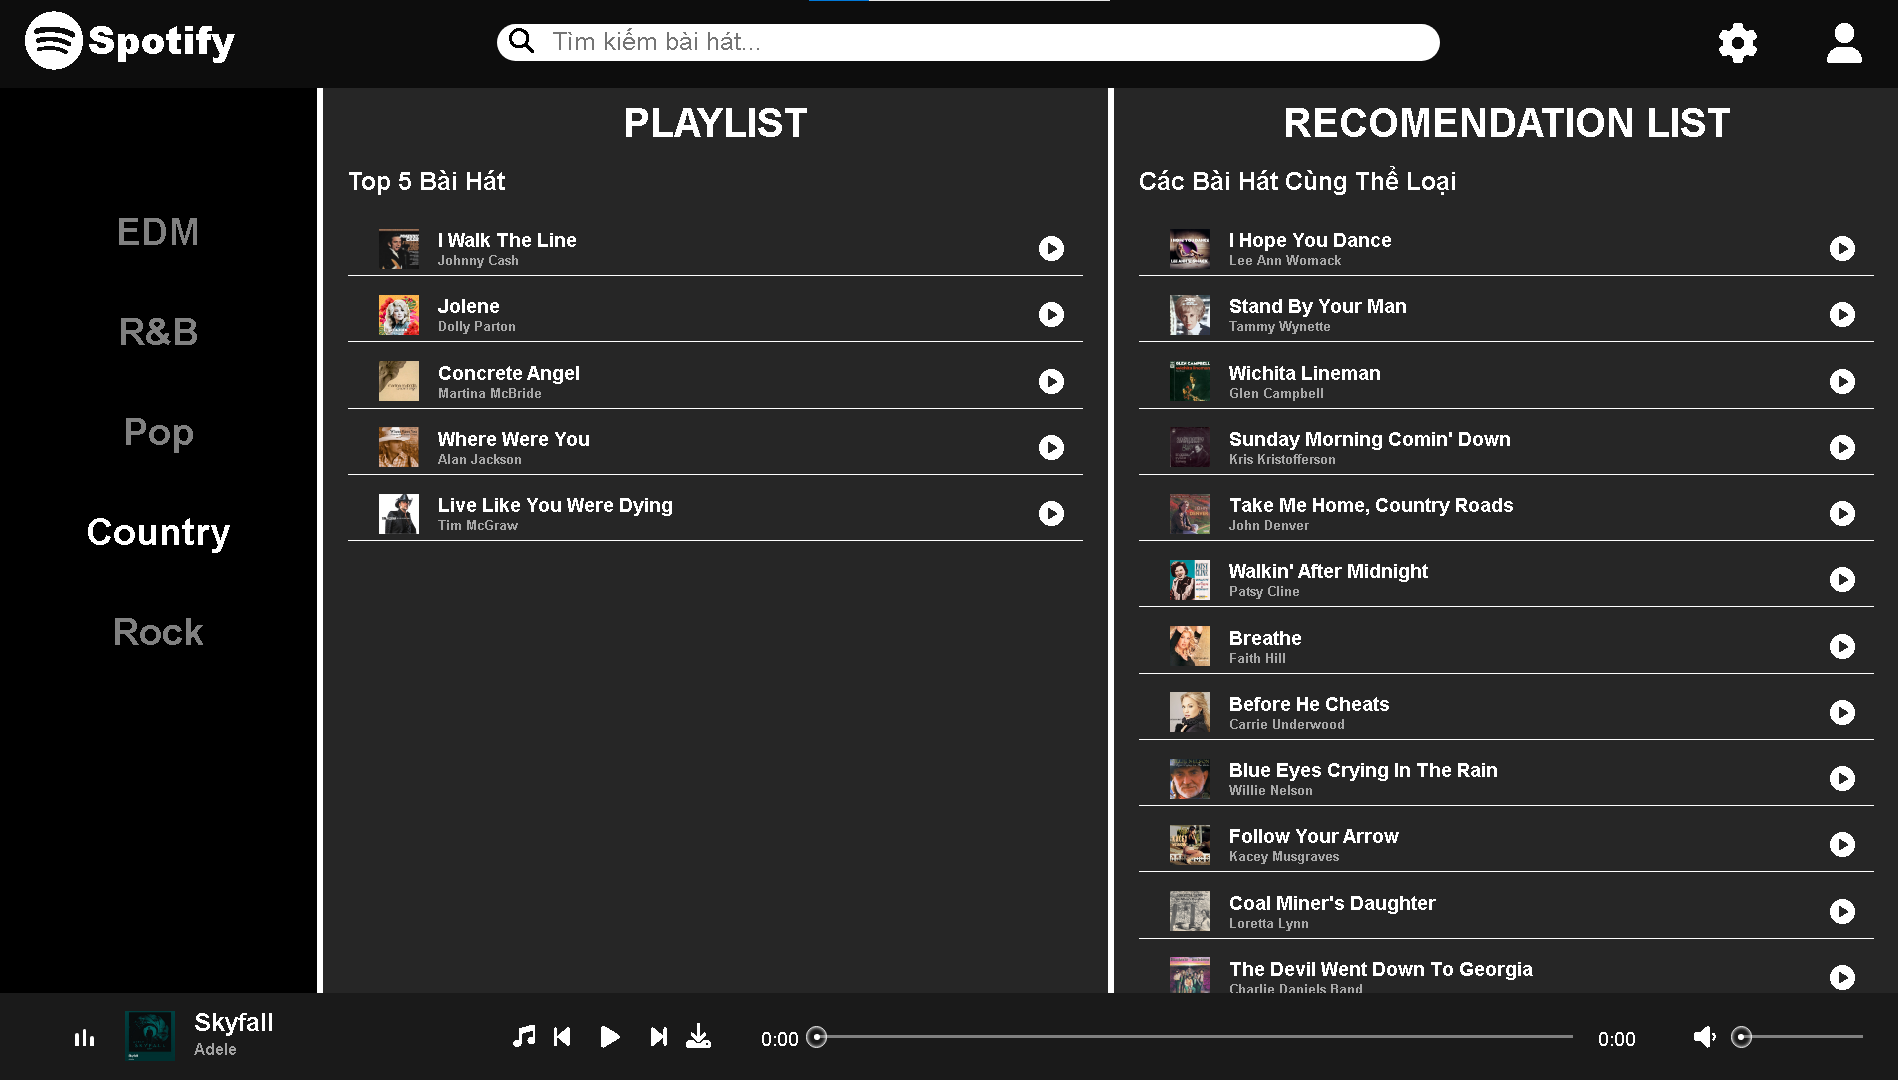 Spotify
Tìm kiếm bài hát...
EDM
R&B
Pop
Country
Rock
PLAYLIST
Top 5 Bài Hát
I Walk The Line
Johnny Cash
Jolene
Dolly Parton
Concrete Angel
Martina McBride
Where Were You
Alan Jackson
Live Like You Were Dying
Tim McGraw
RECOMENDATION LIST
Các Bài Hát Cùng Thể Loại
I Hope You Dance
Lee Ann Womack
Stand By Your Man
Tammy Wynette
Wichita Lineman
Glen Campbell
Sunday Morning Comin' Down
Kris Kristofferson
Take Me Home, Country Roads
John Denver
Walkin' After Midnight
Patsy Cline
Breathe
Faith Hill
Before He Cheats
Carrie Underwood
Blue Eyes Crying In The Rain
Willie Nelson
Follow Your Arrow
Kacey Musgraves
Coal Miner's Daughter
Loretta Lynn
The Devil Went Down To Georgia
Charlie Daniels Band
Skyfall
Adele
0:00
0:00